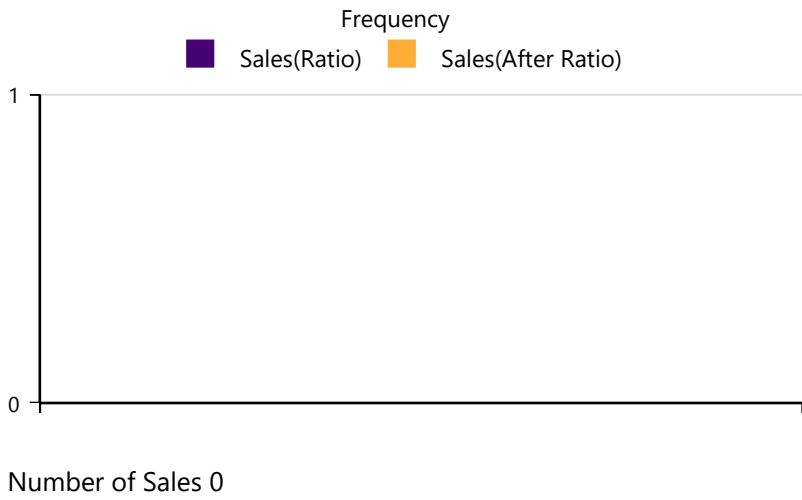 Frequency
Sales(Ratio) Sales(After Ratio)
1
0
Number of Sales 0